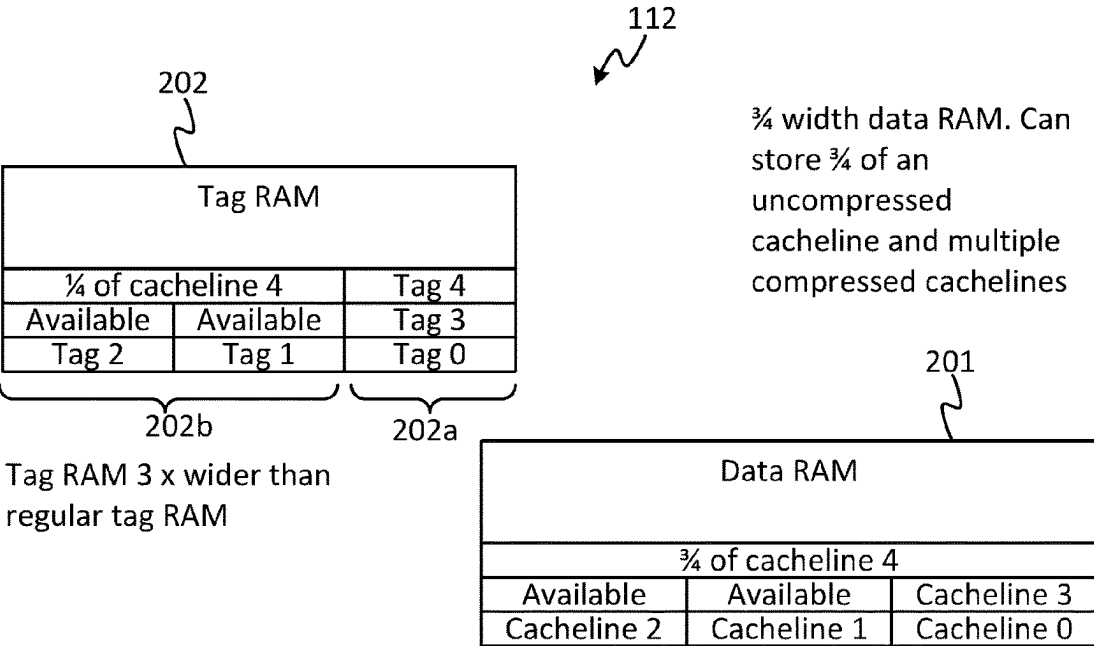 112
202
¾ width data RAM. Can
store ¾ of an
uncompressed
cacheline and multiple
compressed cachelines
Tag RAM
¼ of cacheline 4 Tag 4
Available Available Tag 3
Tag 2 Tag 1 Tag 0
202b 202a
Tag RAM 3 x wider than
regular tag RAM
201
Data RAM
¾ of cacheline 4
Available Available Cacheline 3
Cacheline 2 Cacheline 1 Cacheline 0